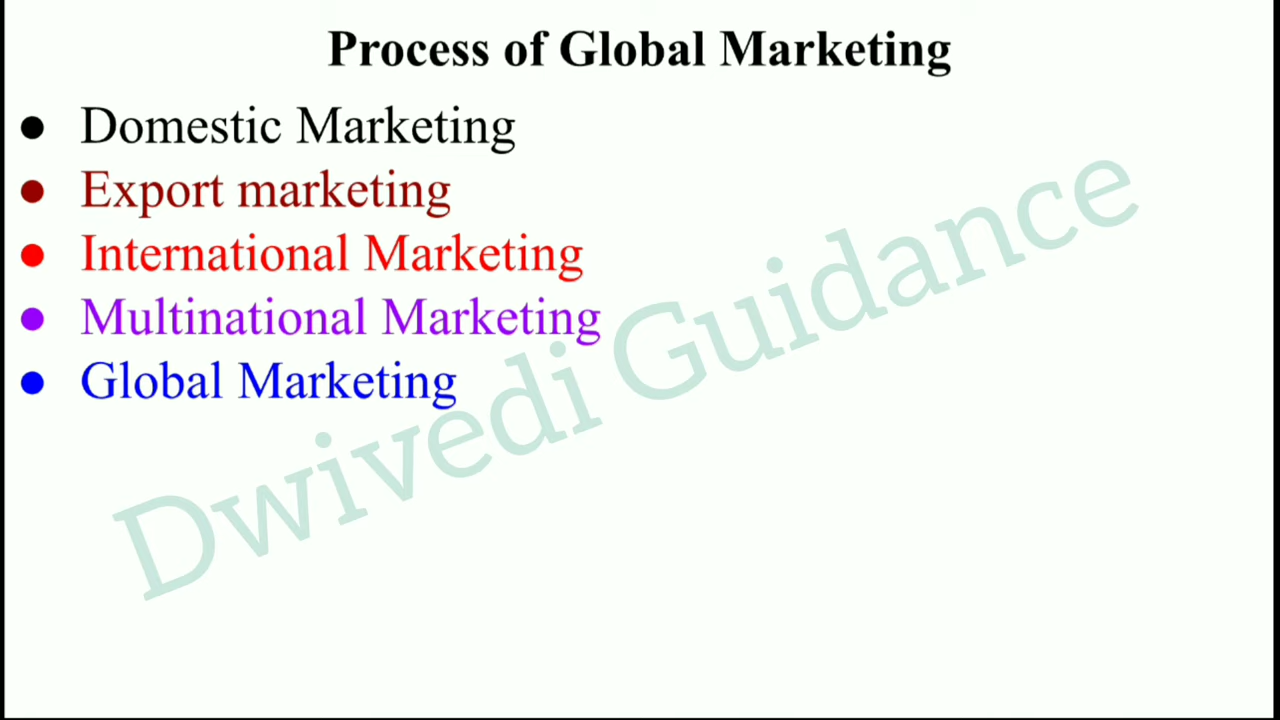 Process of Global Marketing
● Domestic Marketing
● Export marketing
● International Marketing
● Multinational Marketing
● Global Marketing
Dwivedi Guidance